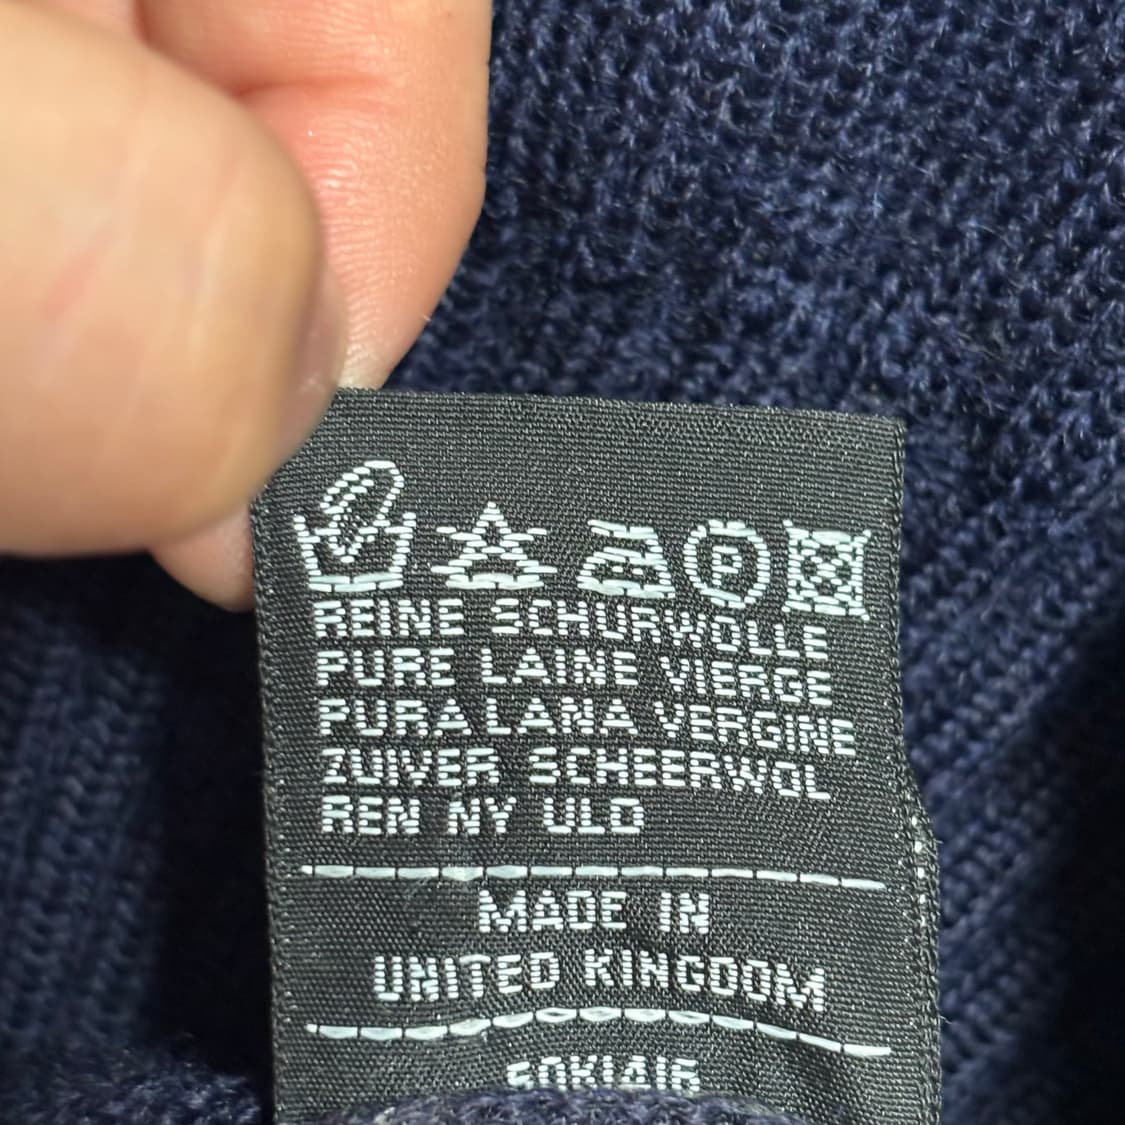 P
REINE SCHURWOLLE
PURE LAINE VIERGE
PURA LANA VERGINE
ZUIVER SCHEERWOL
REN NY ULD
MADE IN
UNITED KINGDOM